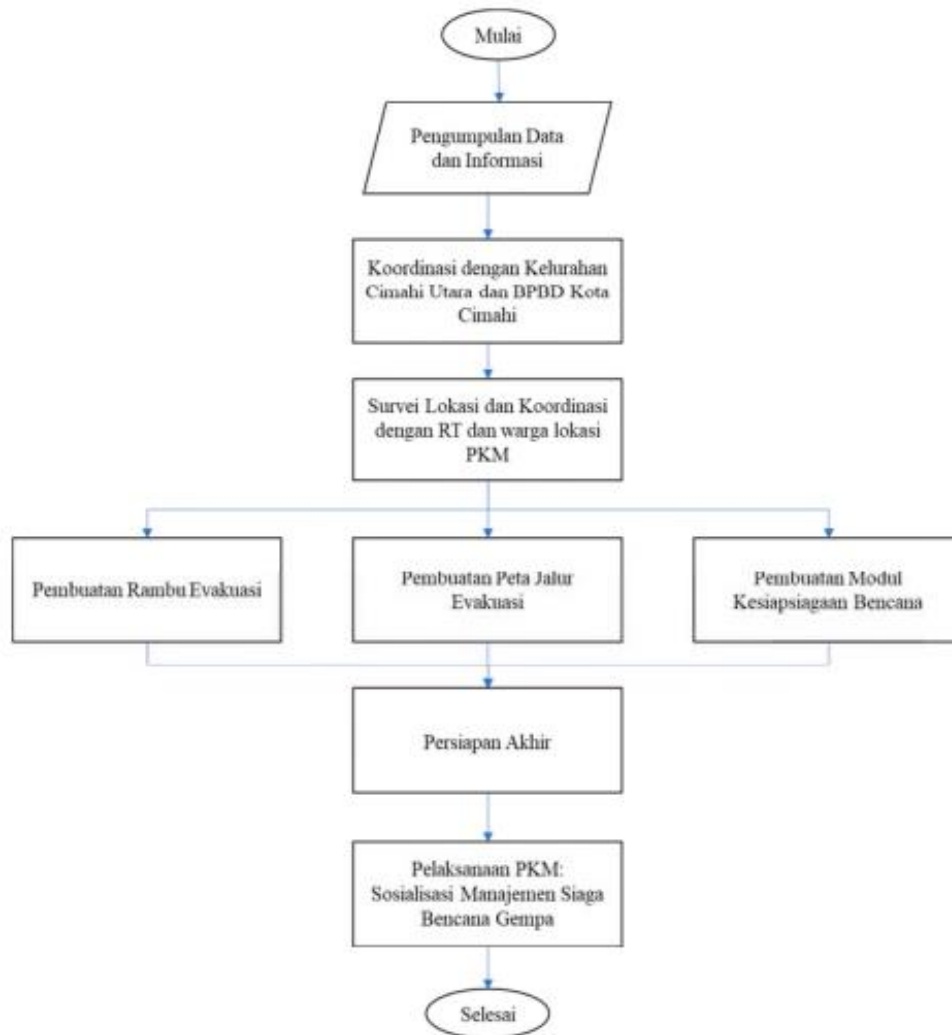 Mulai
Pengumpulan Data
dan Informasi
Koordinasi dengan Kelurahan
Cimahi Utara dan BPBD Kota
Cimahi
Survei Lokasi dan Koordinasi
dengan RT dan warga lokasi
PKM
Pembuatan Rambu Evakuasi
Pembuatan Peta Jalur
Evakuasi
Pembuatan Modul
Kesiapsiagaan Bencana
Persiapan Akhir
Pelaksanaan PKM:
Sosialisasi Manajemen Siaga
Bencana Gempa
Selesai